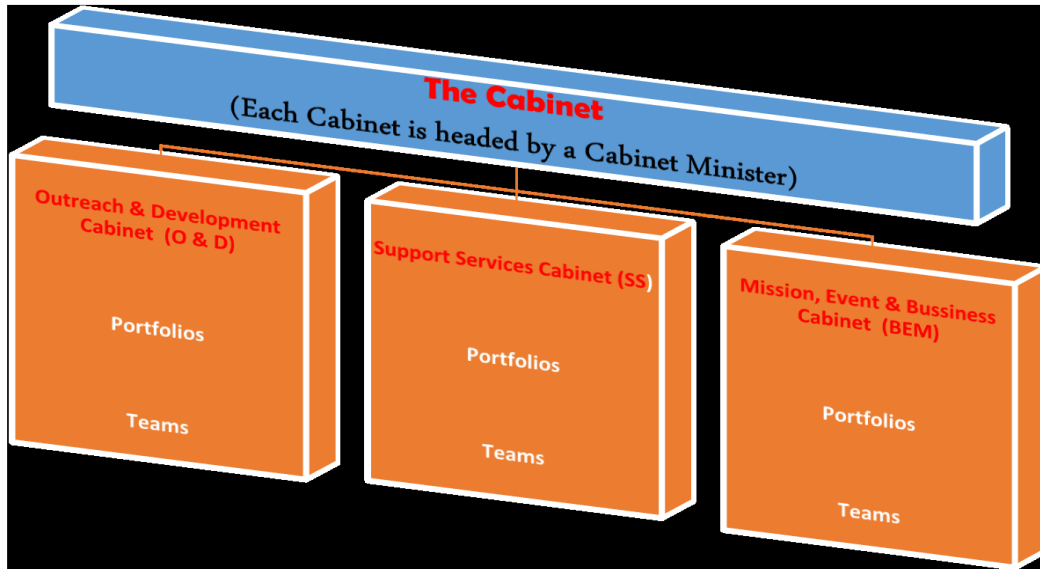 The Cabinet
(Each Cabinet is headed by a Cabinet Minister)
Outreach & Development
Cabinet (O & D)
Portfolios
Teams
Support Services Cabinet (SS)
Portfolios
Teams
Mission, Event & Bussiness
Cabinet (BEM)
Portfolios
Teams